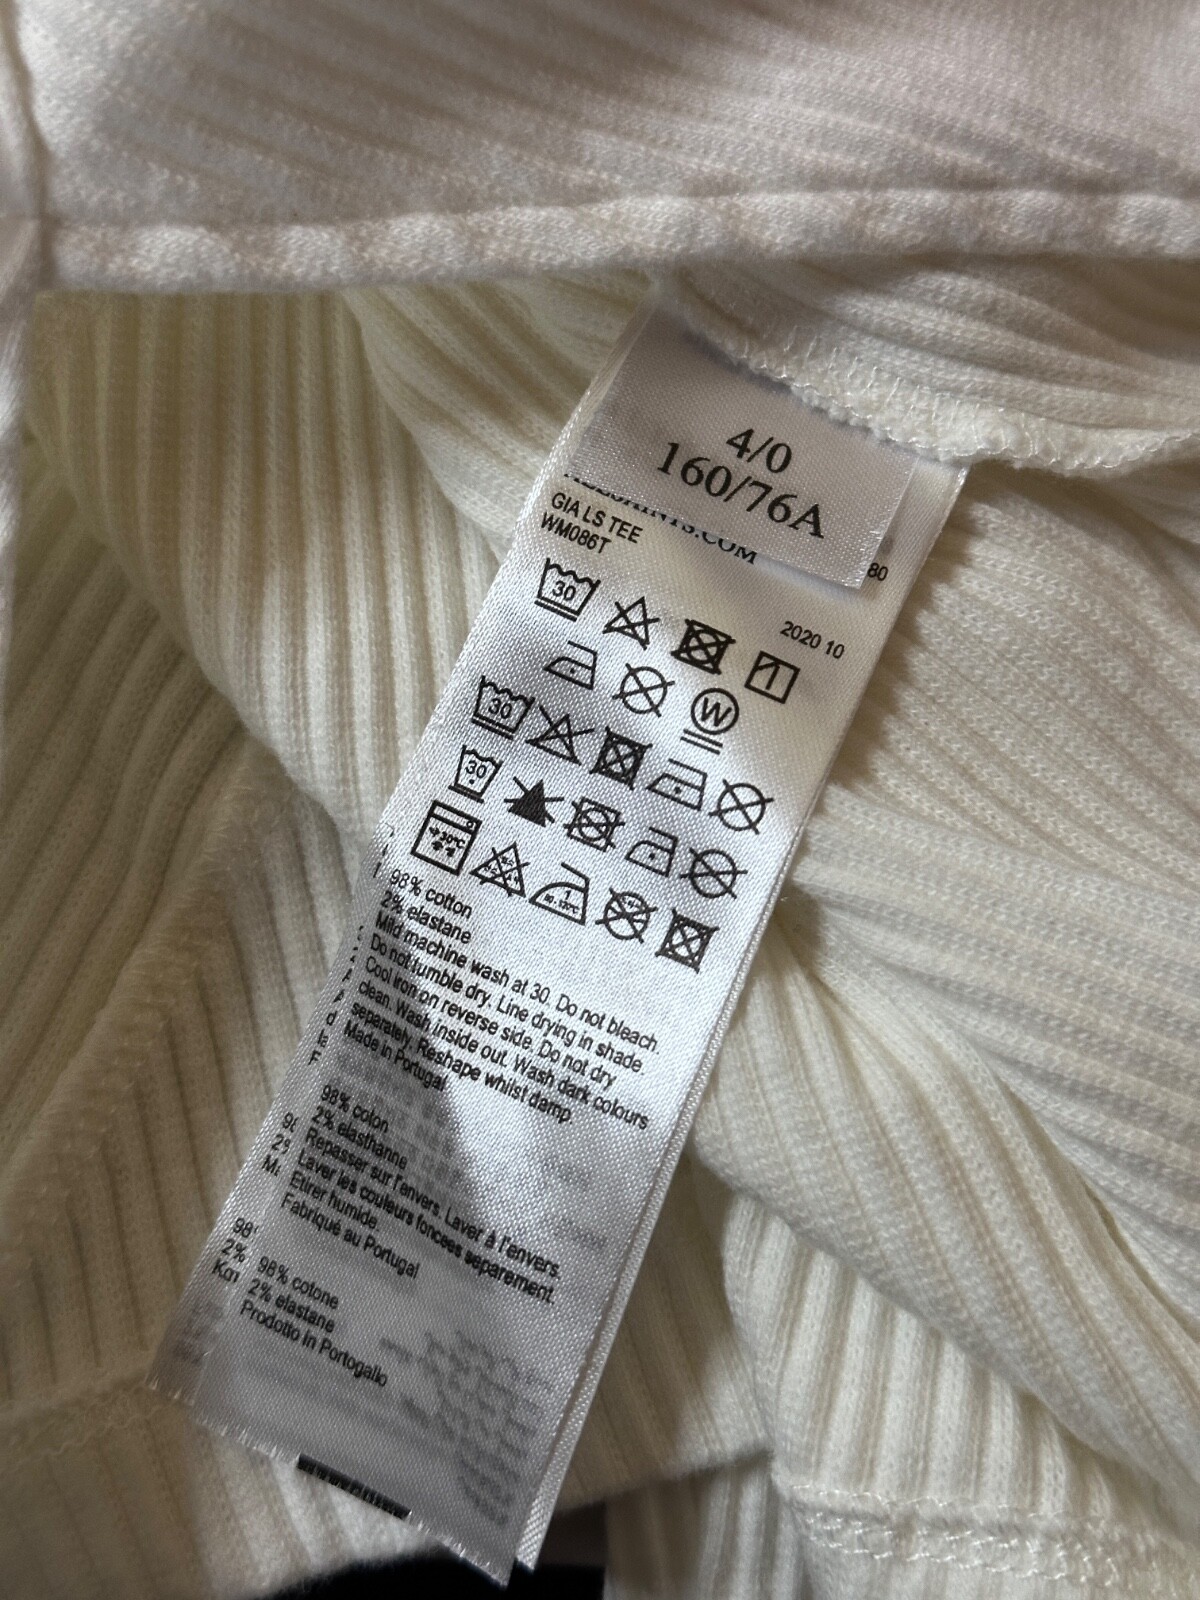 4/0
160/76A
ALLSAINTS.COM
GIA LS TEE
WM086T
80
2020 10
30
W
30
30
98% cotton
2% elastane
Mild machine wash at 30. Do not bleach.
Do not tumble dry. Line drying in shade
Cool iron on reverse side. Do not dry
clean. Wash inside out. Wash dark colours
separately. Reshape whilst damp.
Made in Portugal
98% coton
2% elasthanne
Repasser sur l'envers. Laver à l'envers.
Laver les couleurs foncées séparément.
Etirer humide.
Fabriqué au Portugal
98% cotone
2% elastane
Prodotto in Portogallo